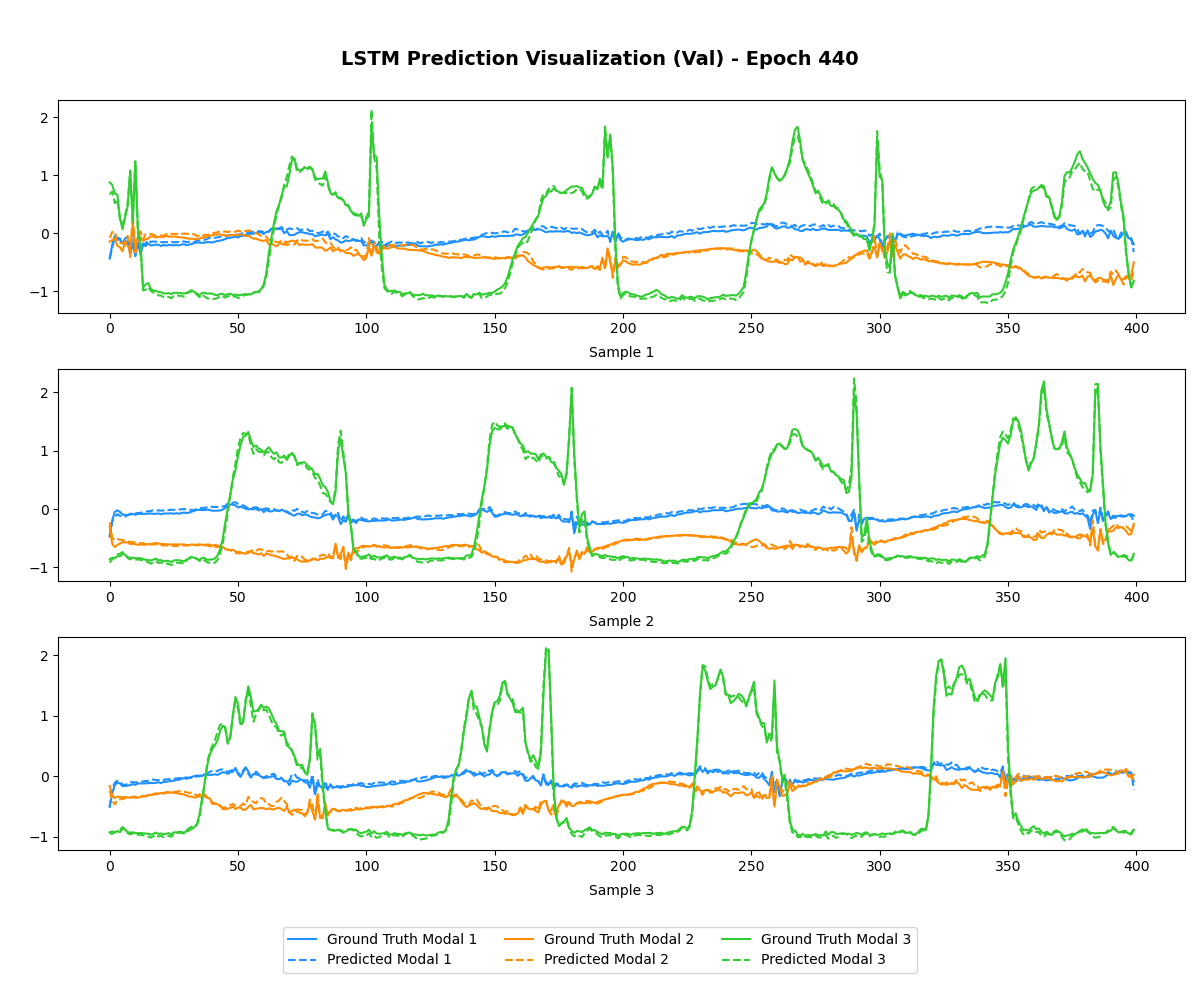 LSTM Prediction Visualization (Val) - Epoch 440
2
1
0
−1
0 50 100 150 200 250 300 350 400
Sample 1
2
1
0
−1
0 50 100 150 200 250 300 350 400
Sample 2
2
1
0
−1
0 50 100 150 200 250 300 350 400
Sample 3
Ground Truth Modal 1 Ground Truth Modal 2 Ground Truth Modal 3
Predicted Modal 1 Predicted Modal 2 Predicted Modal 3